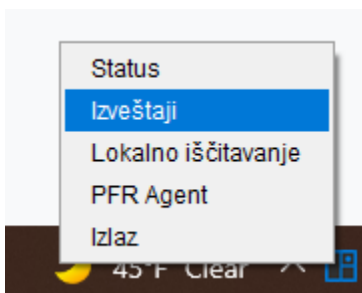 Status
Izveštaji
Lokalno iščitavanje
PFR Agent
Izlaz
45°F Clear